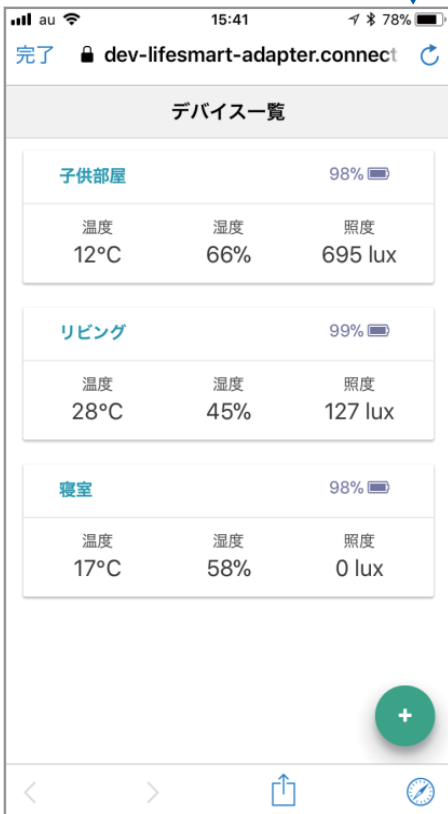 au 15:41 78%
完了 dev-lifesmart-adapter.connect
デバイス一覧
子供部屋 98%
温度 湿度 照度
12°C 66% 695 lux
リビング 99%
温度 湿度 照度
28°C 45% 127 lux
寝室 98%
温度 湿度 照度
17°C 58% 0 lux
+